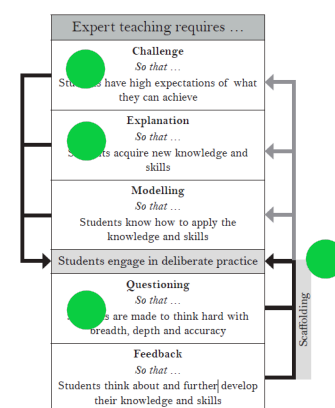 Expert teaching requires …
Challenge
So that …
have high expectations of what
they can achieve
Explanation
So that …
acquire new knowledge and
skills
Modelling
So that …
Students know how to apply the
knowledge and skills
Students engage in deliberate practice
Questioning
So that …
are made to think hard with
breadth, depth and accuracy
Feedback
So that …
Students think about and further develop
their knowledge and skills
Scaffolding